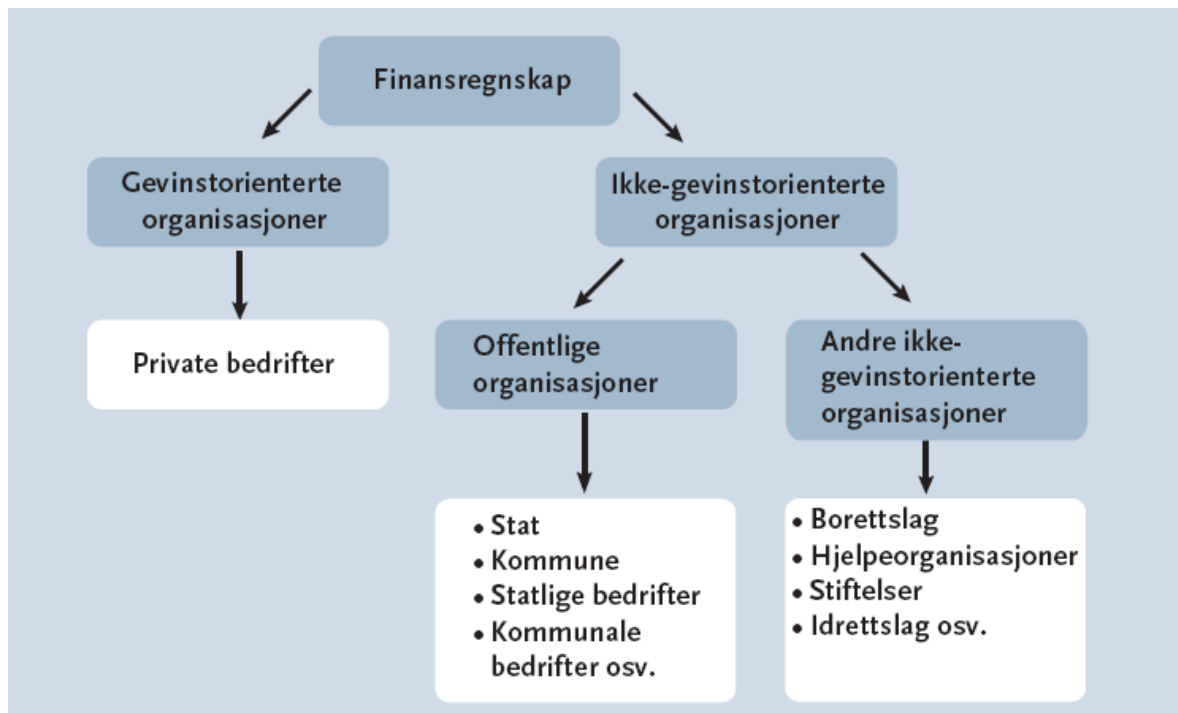 Finansregnskap
Gevinstorienterte
organisasjoner
Ikke-gevinstorienterte
organisasjoner
Private bedrifter
Offentlige
organisasjoner
Andre ikke-
gevinstorienterte
organisasjoner
• Stat
• Kommune
• Statlige bedrifter
• Kommunale
bedrifter osv.
• Borettslag
• Hjelpeorganisasjoner
• Stiftelser
• Idrettslag osv.